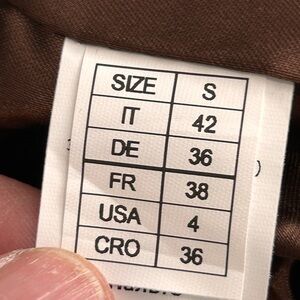 SIZE S
IT 42
DE 36
FR 38
USA 4
CRO 36